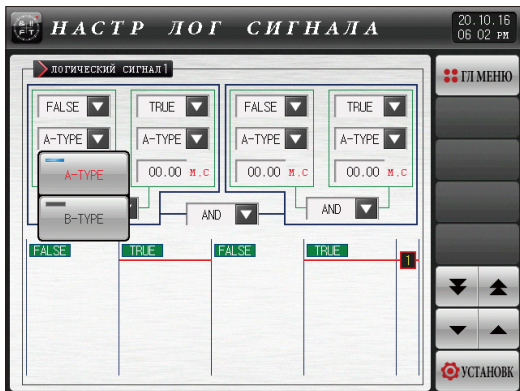 НАСТР ЛОГ СИГНАЛА
20.10.16
06 02 PM
ЛОГИЧЕСКИЙ СИГНАЛ1
ГЛ МЕНЮ
FALSE TRUE FALSE TRUE
A-TYPE A-TYPE A-TYPE A-TYPE
A-TYPE 00.00 М.С 00.00 М.С 00.00 М.С
B-TYPE AND AND
FALSE TRUE FALSE TRUE
1
УСТАНОВК